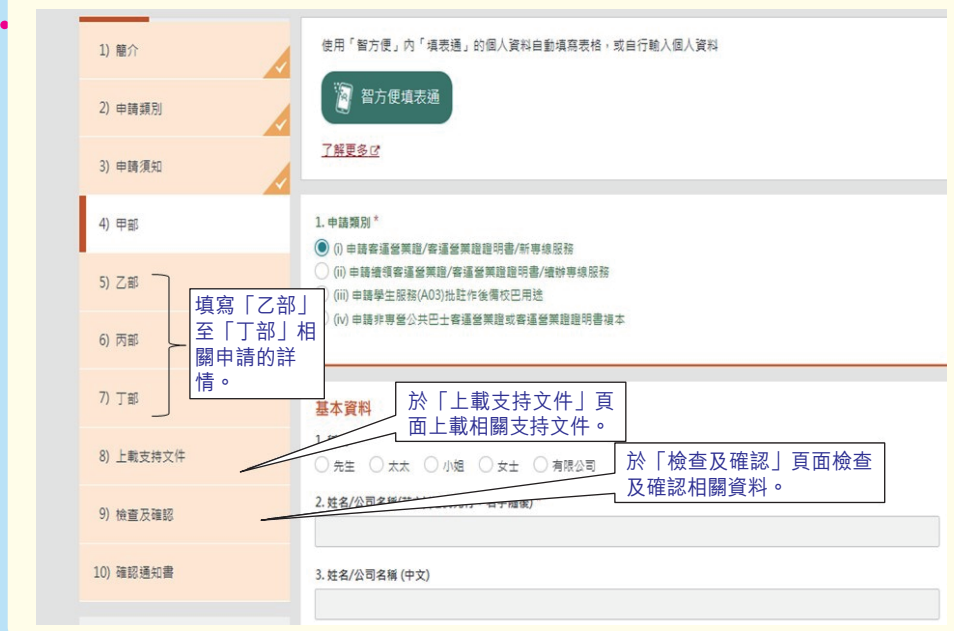 1) 簡介
2) 申請類別
3) 申請須知
4) 甲部
5) 乙部
6) 丙部
7) 丁部
8) 上載支持文件
9) 檢查及確認
10) 確認通知書
填寫「乙部」
至「丁部」相
關申請的詳
情。
使用「智方便」內「填表通」的個人資料自動填寫表格，或自行輸入個人資料
智方便填表通
了解更多
1. 申請類別 *
(i) 申請客運營業證/客運營業證證明書/新專線服務
(ii) 申請續領客運營業證/客運營業證證明書/續辦專線服務
(iii) 申請學生服務(A03)批註作後備校巴用途
(iv) 申請非專營公共巴士客運營業證或客運營業證證明書複本
基本資料
於「上載支持文件」頁
面上載相關支持文件。
1.
先生 太太 小姐 女士 有限公司
於「檢查及確認」頁面檢查
及確認相關資料。
2. 姓名/公司名稱
3. 姓名/公司名稱 (中文)